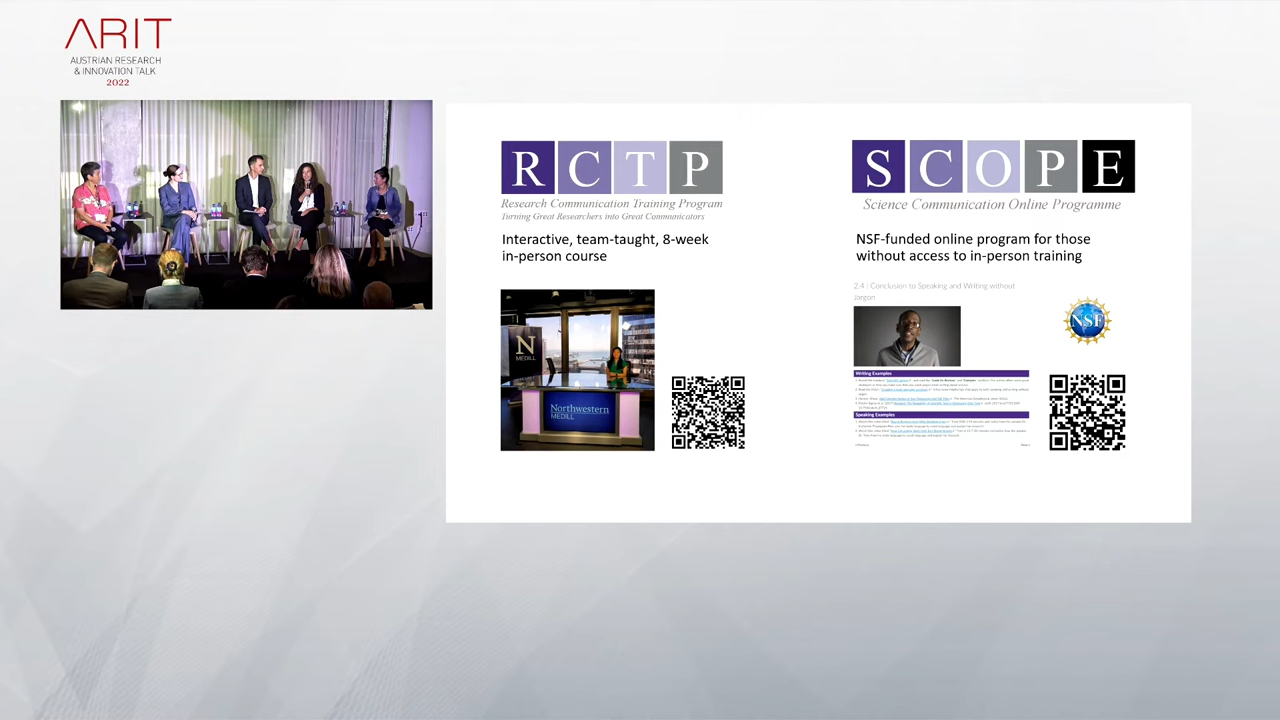 ARIT
AUSTRIAN RESEARCH
& INNOVATION TALK
2022
RCTP
Research Communication Training Program
Turning Great Researchers into Great Communicators
Interactive, team-taught, 8-week
in-person course
N
MEDILL
Northwestern
MEDILL
SCOPE
Science Communication Online Programme
NSF-funded online program for those
without access to in-person training
2.4 : Conclusion to Speaking and Writing without
Jargon
NSF
Writing Examples
Speaking Examples